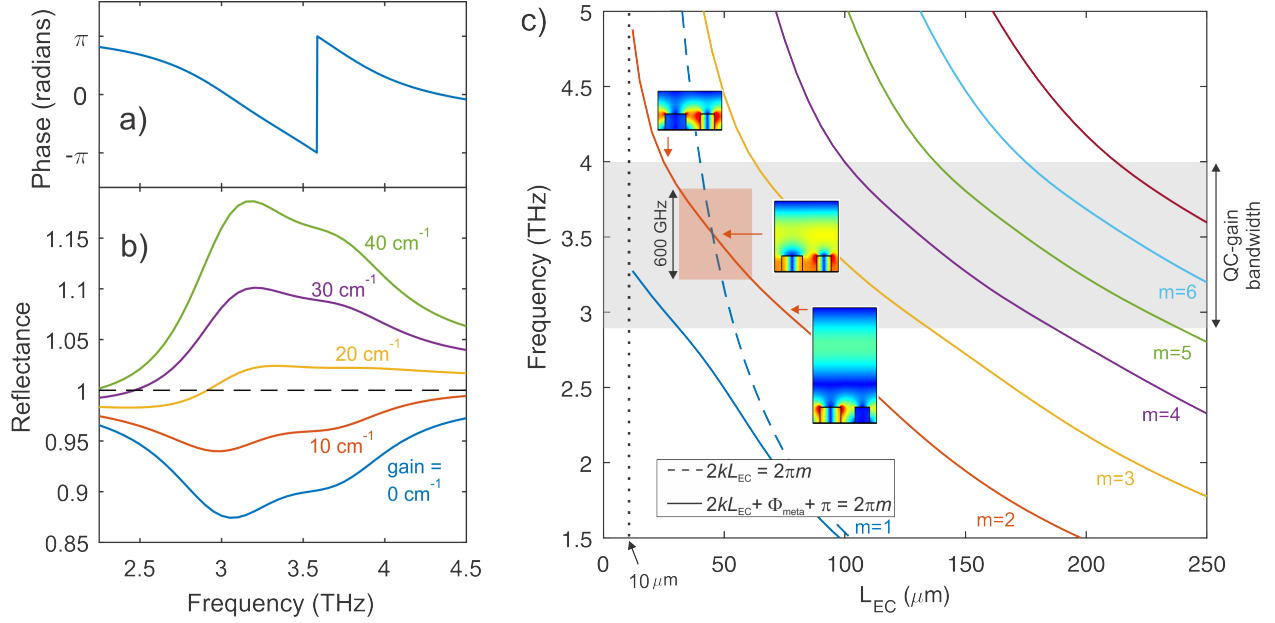 a)
Phase (radians)
π
0
-π
b)
Reflectance
1.15
1.1
1.05
1
0.95
0.9
0.85
40 cm⁻¹
30 cm⁻¹
20 cm⁻¹
10 cm⁻¹
gain =
0 cm⁻¹
2.5
3
3.5
4
4.5
Frequency (THz)
c)
Frequency (THz)
5
4.5
4
3.5
3
2.5
2
1.5
600 GHz
QC-gain
bandwidth
m=6
m=5
m=4
m=3
m=2
m=1
2kL_EC = 2πm
2kL_EC + Φ_meta + π = 2πm
0
50
100
150
200
250
10 μm
L_EC (μm)